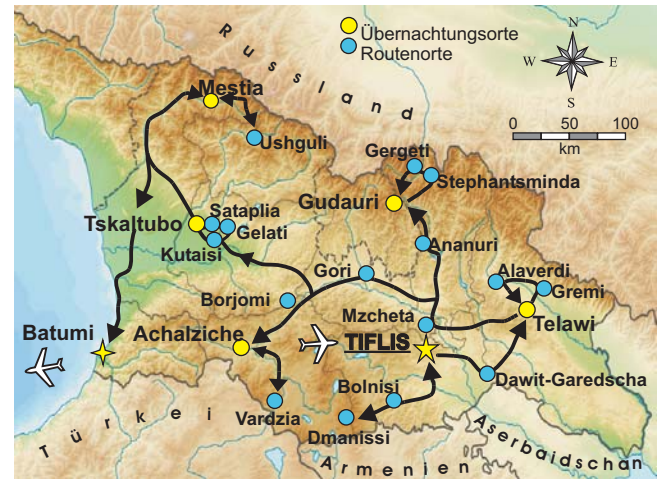 Übernachtungsorte
Routenorte
N
W
E
S
0 50 100
km
Russland
Mestia
Ushguli
Gergeti
Stephantsminda
Gudauri
Tskaltubo
Sataplia
Gelati
Kutaisi
Ananuri
Gori
Alaverdi
Gremi
Borjomi
Mzcheta
Telawi
Batumi
Achalziche
TIFLIS
Dawit-Garedscha
Bolnisi
Vardzia
Dmanissi
Türkei
Armenien
Aserbaidschan